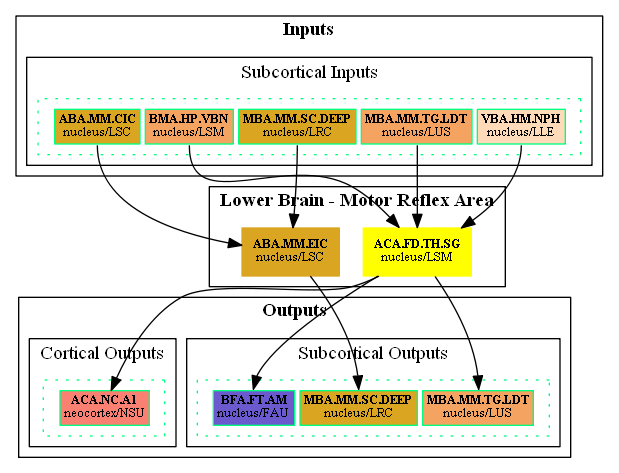 Inputs
Subcortical Inputs
ABA.MM.CIC
nucleus/LSC
BMA.HP.VBN
nucleus/LSM
MBA.MM.SC.DEEP
nucleus/LRC
MBA.MM.TG.LDT
nucleus/LUS
VBA.HM.NPH
nucleus/LLE
Lower Brain - Motor Reflex Area
ABA.MM.EIC
nucleus/LSC
ACA.FD.TH.SG
nucleus/LSM
Outputs
Cortical Outputs
ACA.NC.A1
neocortex/NSU
Subcortical Outputs
BFA.FT.AM
nucleus/FAU
MBA.MM.SC.DEEP
nucleus/LRC
MBA.MM.TG.LDT
nucleus/LUS